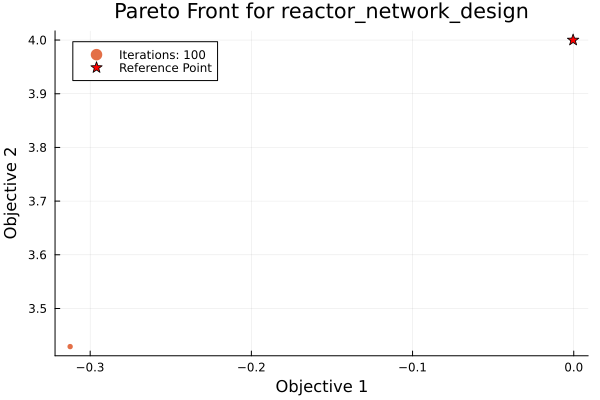 Pareto Front for reactor_network_design
Iterations: 100
Reference Point
4.0
3.9
3.8
3.7
3.6
3.5
Objective 2
−0.3
−0.2
−0.1
0.0
Objective 1